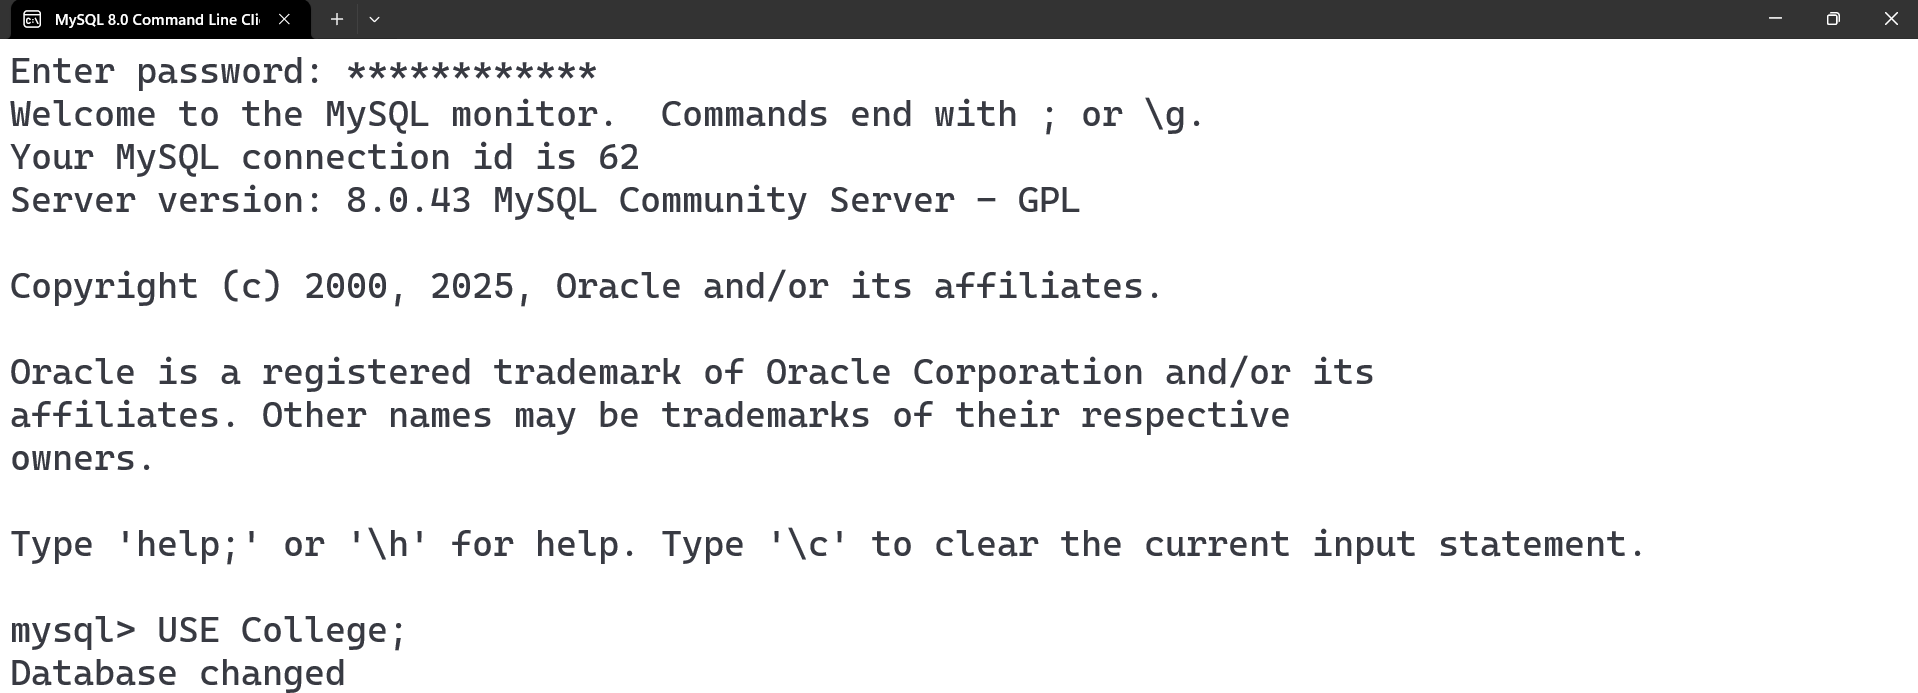 MySQL 8.0 Command Line Cli
Enter password: ************
Welcome to the MySQL monitor.  Commands end with ; or \g.
Your MySQL connection id is 62
Server version: 8.0.43 MySQL Community Server - GPL

Copyright (c) 2000, 2025, Oracle and/or its affiliates.

Oracle is a registered trademark of Oracle Corporation and/or its
affiliates. Other names may be trademarks of their respective
owners.

Type 'help;' or '\h' for help. Type '\c' to clear the current input statement.

mysql> USE College;
Database changed